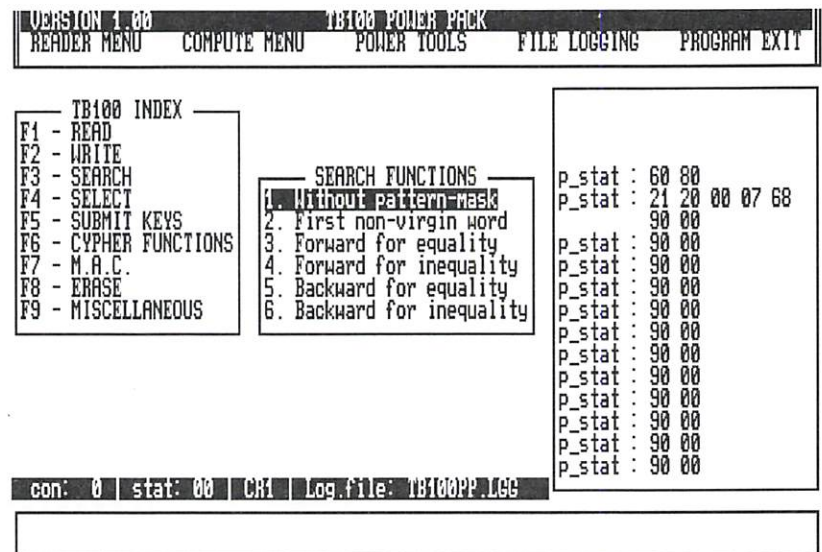 VERSION 1.00 TB100 POWER PACK
READER MENU COMPUTE MENU POWER TOOLS FILE LOGGING PROGRAM EXIT
TB100 INDEX
F1 - READ
F2 - WRITE
F3 - SEARCH
F4 - SELECT
F5 - SUBMIT KEYS
F6 - CYPHER FUNCTIONS
F7 - M.A.C.
F8 - ERASE
F9 - MISCELLANEOUS
SEARCH FUNCTIONS
1. Without pattern-mask
2. First non-virgin word
3. Forward for equality
4. Forward for inequality
5. Backward for equality
6. Backward for inequality
p_stat : 60 80
p_stat : 21 20 00 07 68
90 00
p_stat : 90 00
p_stat : 90 00
p_stat : 90 00
p_stat : 90 00
p_stat : 90 00
p_stat : 90 00
p_stat : 90 00
p_stat : 90 00
p_stat : 90 00
p_stat : 90 00
p_stat : 90 00
con: 0 | stat: 00 | CR1 | Log.file: TB100PP.LGG